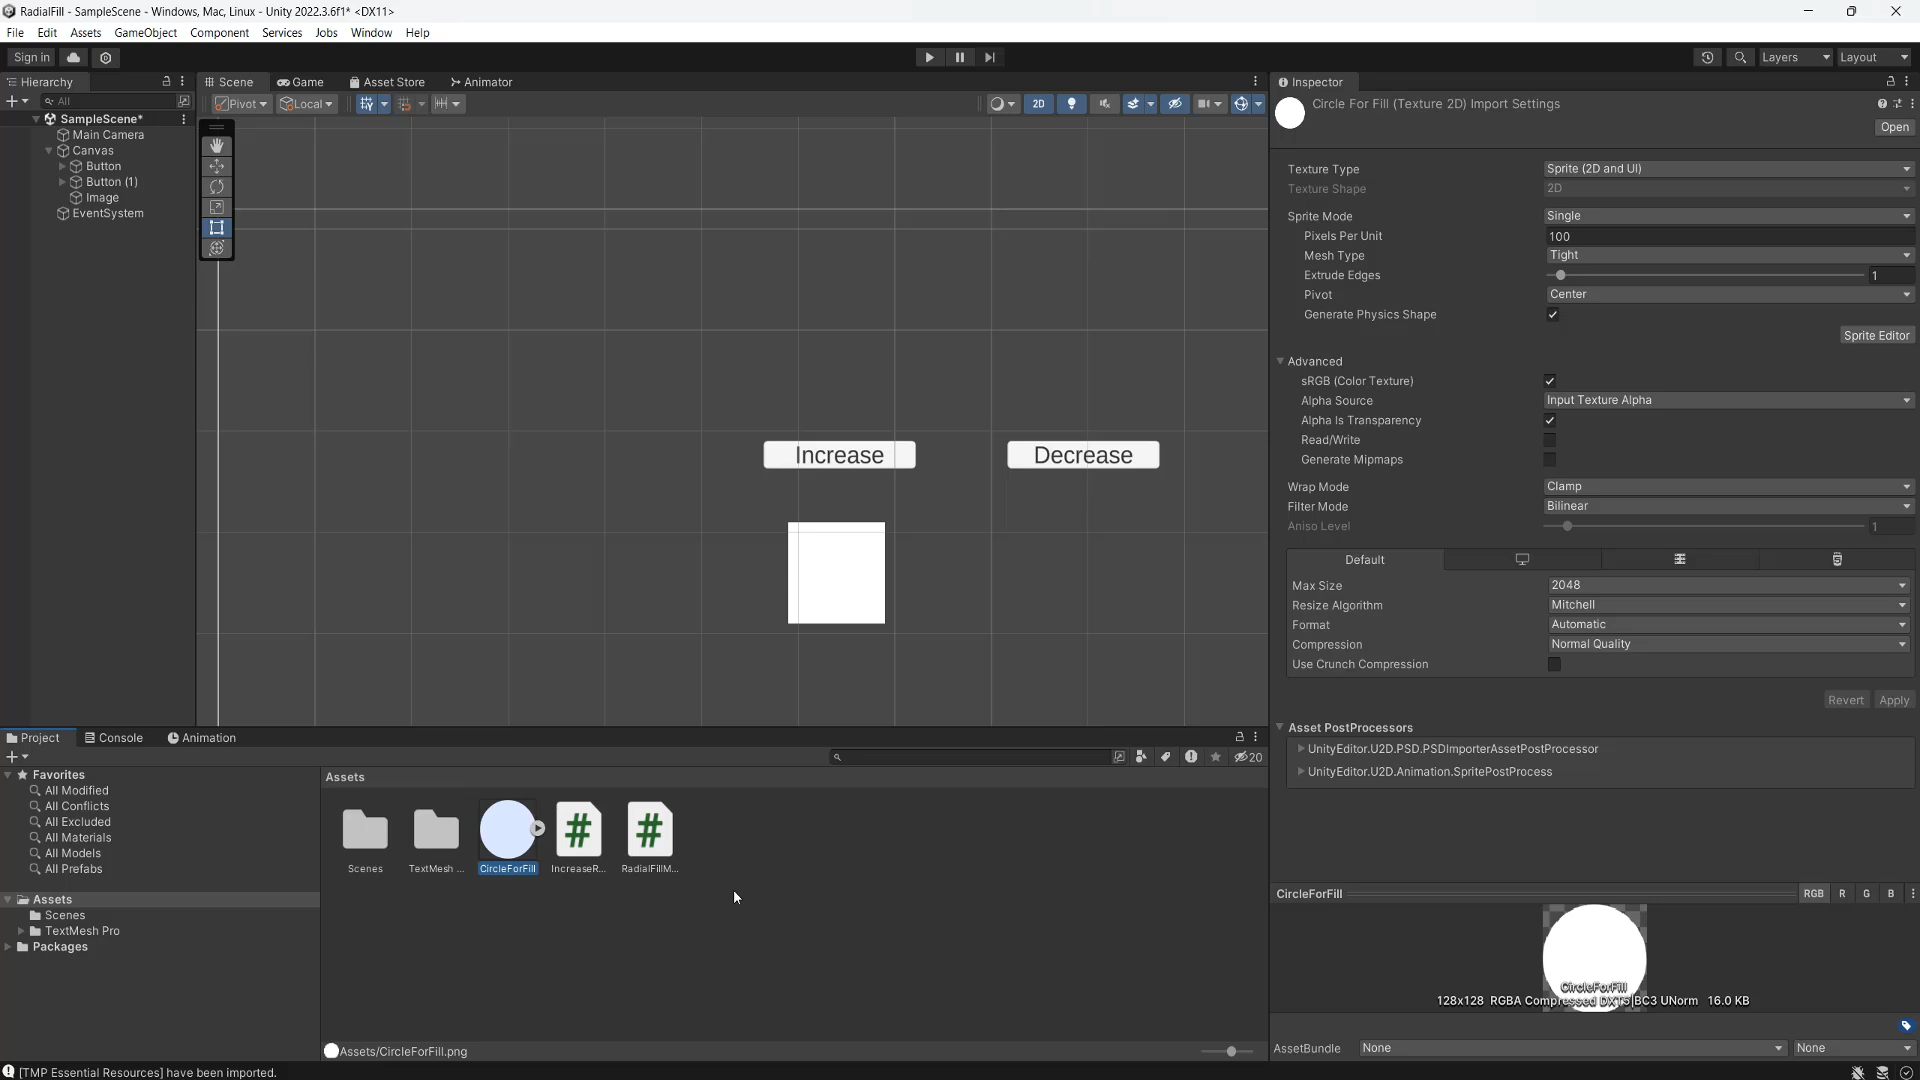 RadialFill - SampleScene - Windows, Mac, Linux - Unity 2022.3.6f1* <DX11>
File Edit Assets GameObject Component Services Jobs Window Help
Sign in
Layers
Layout
Hierarchy
All
SampleScene*
Main Camera
Canvas
Button
Button (1)
Image
EventSystem
Scene Game Asset Store Animator
Pivot Local
2D
Increase
Decrease
Inspector
Circle For Fill (Texture 2D) Import Settings
Open
Texture Type Sprite (2D and UI)
Texture Shape 2D
Sprite Mode Single
Pixels Per Unit 100
Mesh Type Tight
Extrude Edges 1
Pivot Center
Generate Physics Shape
Sprite Editor
Advanced
sRGB (Color Texture)
Alpha Source Input Texture Alpha
Alpha Is Transparency
Read/Write
Generate Mipmaps
Wrap Mode Clamp
Filter Mode Bilinear
Aniso Level 1
Default
Max Size 2048
Resize Algorithm Mitchell
Format Automatic
Compression Normal Quality
Use Crunch Compression
Revert Apply
Asset PostProcessors
UnityEditor.U2D.PSD.PSDImporterAssetPostProcessor
UnityEditor.U2D.Animation.SpritePostProcess
Project Console Animation
20
Favorites
All Modified
All Conflicts
All Excluded
All Materials
All Models
All Prefabs
Assets
Scenes
TextMesh Pro
Packages
Assets
Scenes TextMesh ... CircleForFill IncreaseR... RadialFillM...
Assets/CircleForFill.png
CircleForFill RGB R G B
CircleForFill
128x128 RGBA Compressed DXT5|BC3 UNorm 16.0 KB
AssetBundle None None
[TMP Essential Resources] have been imported.